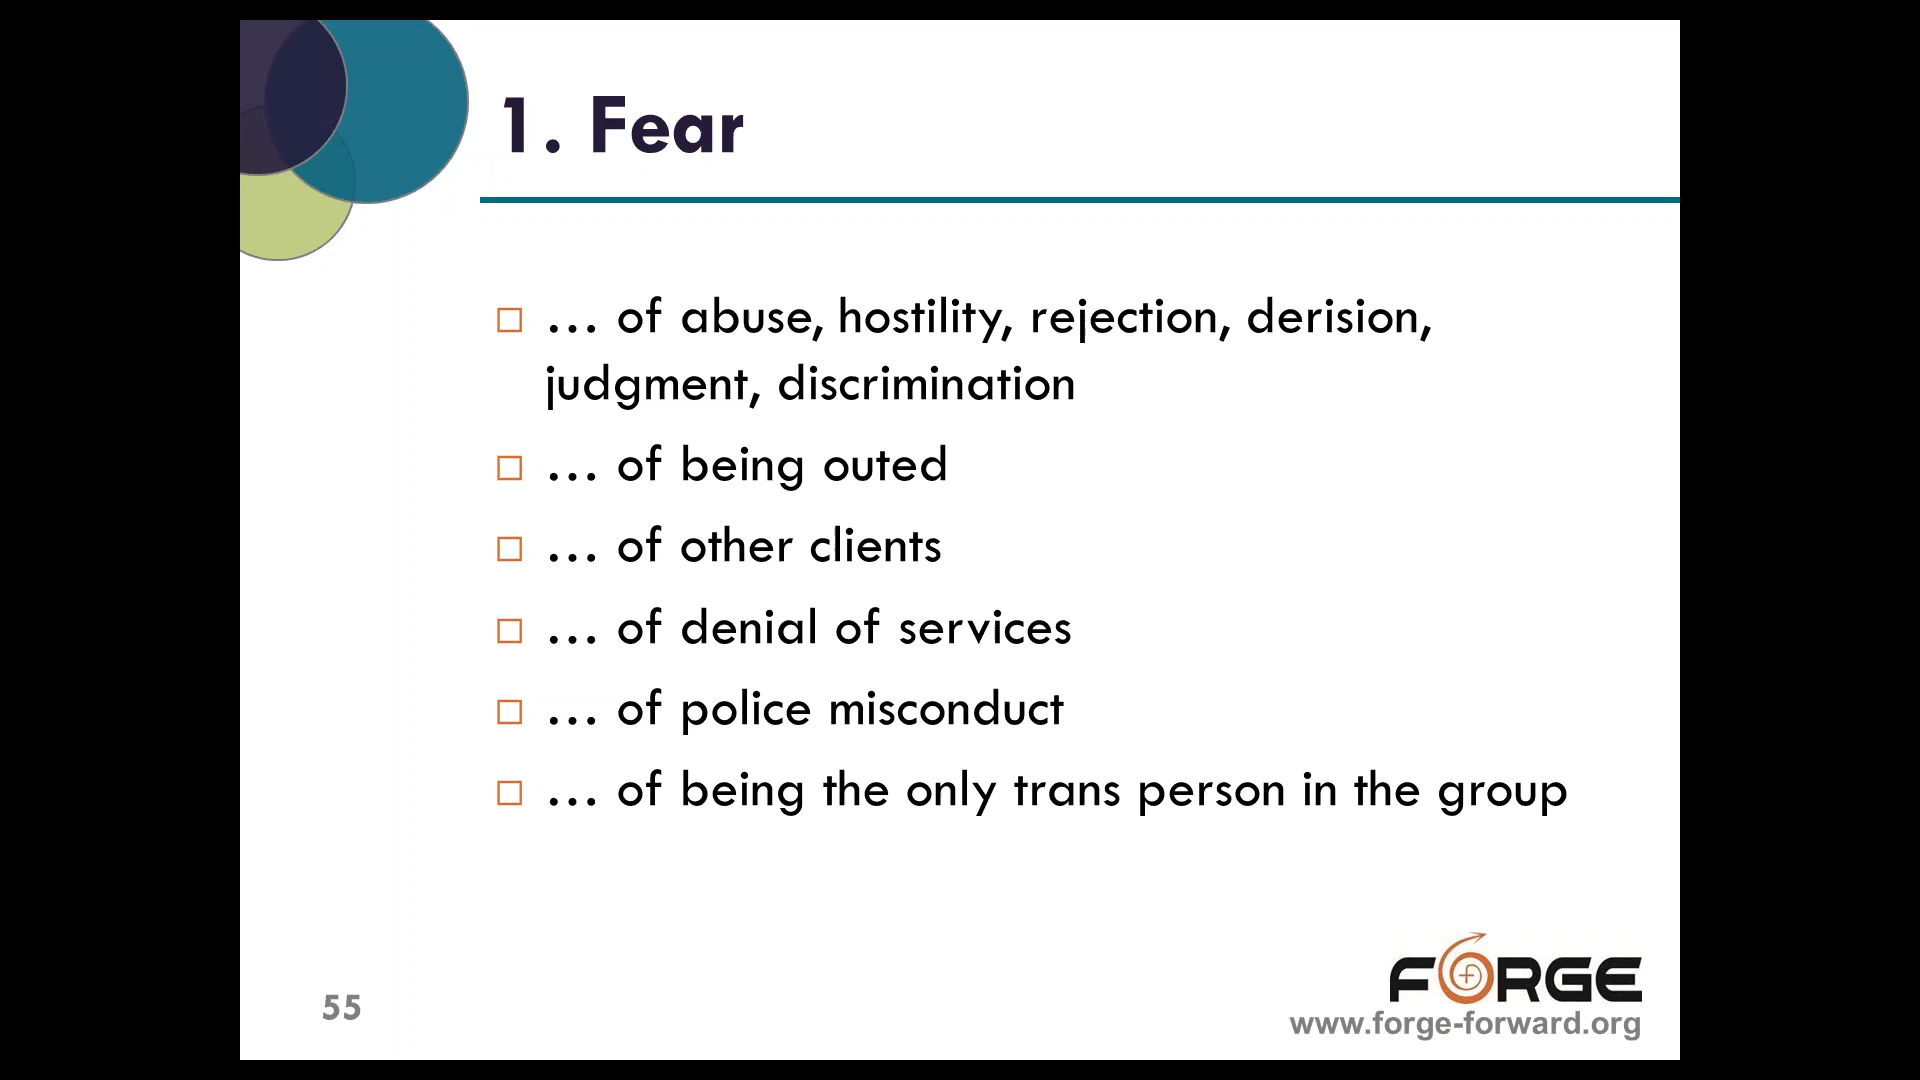 1. Fear
… of abuse, hostility, rejection, derision,
judgment, discrimination
… of being outed
… of other clients
… of denial of services
… of police misconduct
… of being the only trans person in the group
FORGE
55
www.forge-forward.org